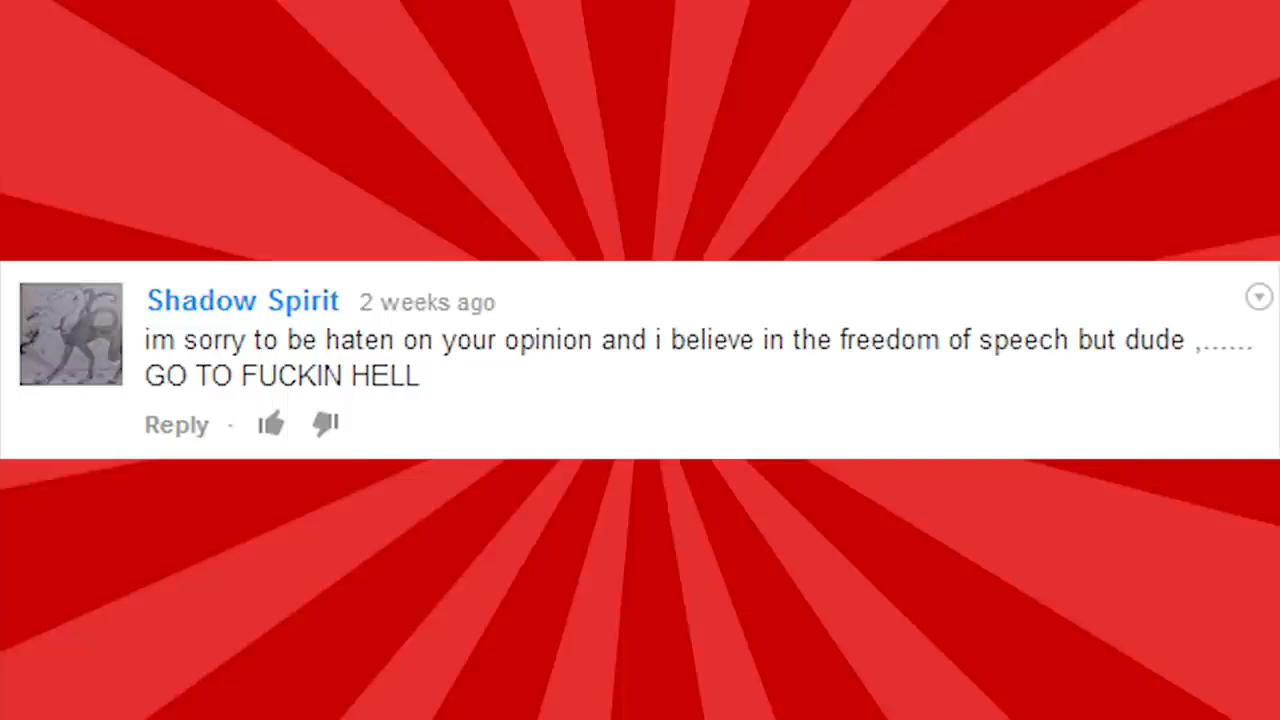 Shadow Spirit 2 weeks ago
im sorry to be haten on your opinion and i believe in the freedom of speech but dude ,......
GO TO FUCKIN HELL
Reply ·